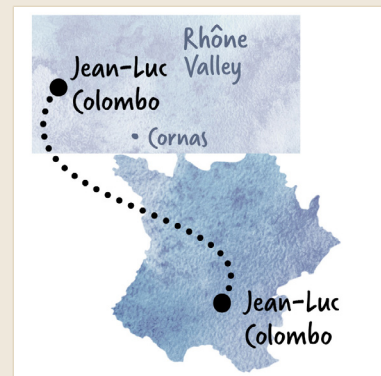 Rhône
Valley
Jean-Luc
Colombo
Cornas
Jean-Luc
Colombo